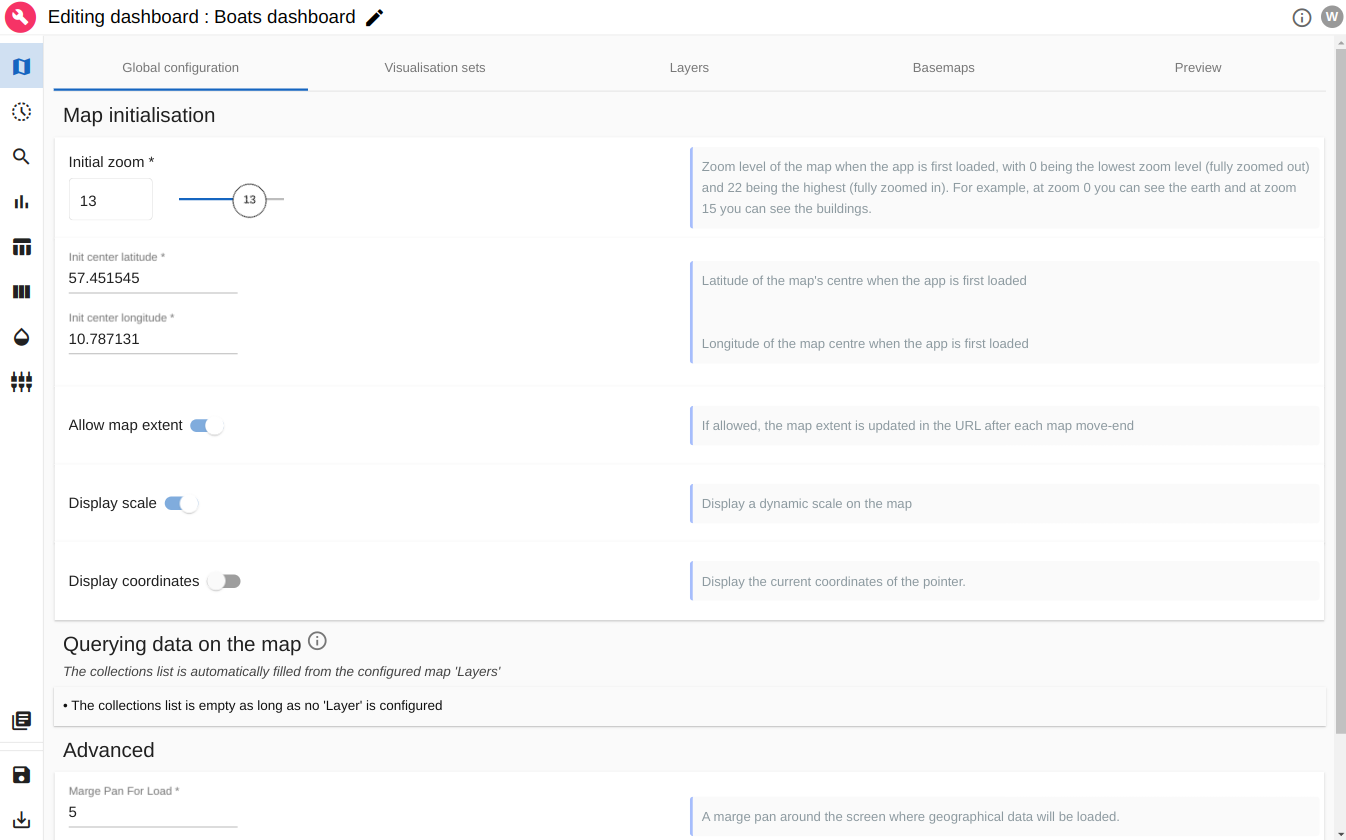 Editing dashboard : Boats dashboard
W
Global configuration
Visualisation sets
Layers
Basemaps
Preview
Map initialisation
Initial zoom *
13
13
Zoom level of the map when the app is first loaded, with 0 being the lowest zoom level (fully zoomed out)
and 22 being the highest (fully zoomed in). For example, at zoom 0 you can see the earth and at zoom
15 you can see the buildings.
Init center latitude *
57.451545
Latitude of the map's centre when the app is first loaded
Init center longitude *
10.787131
Longitude of the map centre when the app is first loaded
Allow map extent
If allowed, the map extent is updated in the URL after each map move-end
Display scale
Display a dynamic scale on the map
Display coordinates
Display the current coordinates of the pointer.
Querying data on the map
The collections list is automatically filled from the configured map 'Layers'
• The collections list is empty as long as no 'Layer' is configured
Advanced
Marge Pan For Load *
5
A marge pan around the screen where geographical data will be loaded.